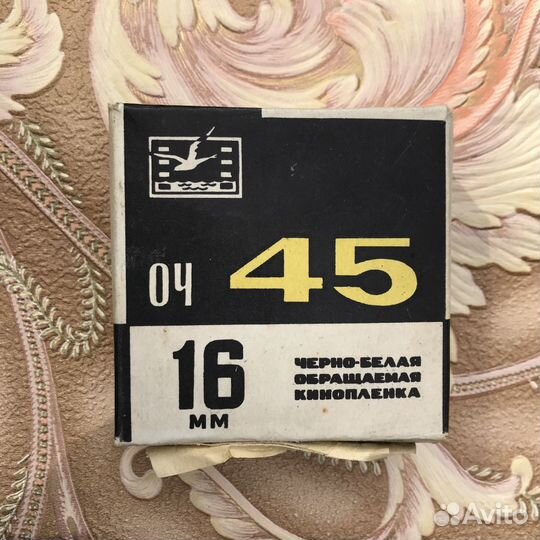 ОЧ 45
16 ММ
ЧЕРНО-БЕЛАЯ
ОБРАЩАЕМАЯ
КИНОПЛЕНКА
Avito